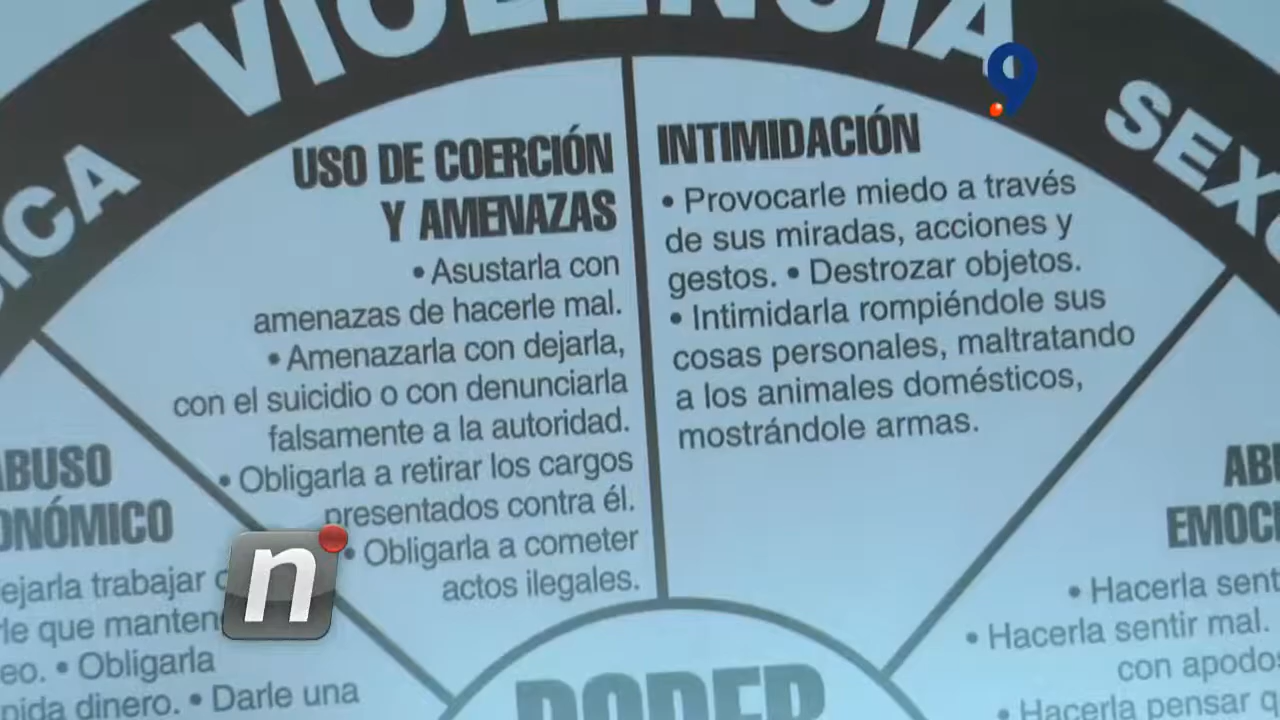 VIOLENCIA
SEXO
USO DE COERCIÓN
Y AMENAZAS
• Asustarla con
amenazas de hacerle mal.
• Amenazarla con dejarla,
con el suicidio o con denunciarla
falsamente a la autoridad.
• Obligarla a retirar los cargos
presentados contra él.
• Obligarla a cometer
actos ilegales.
INTIMIDACIÓN
• Provocarle miedo a través
de sus miradas, acciones y
gestos. • Destrozar objetos.
• Intimidarla rompiéndole sus
cosas personales, maltratando
a los animales domésticos,
mostrándole armas.
ABUSO
ONÓMICO
ejarla trabajar
que manten
eo. • Obligarla
dinero. • Darle una
PODER
AB
EMOCI
• Hacerla sent
• Hacerla sentir mal.
con apodo
• Hacerla pensar q
9
n